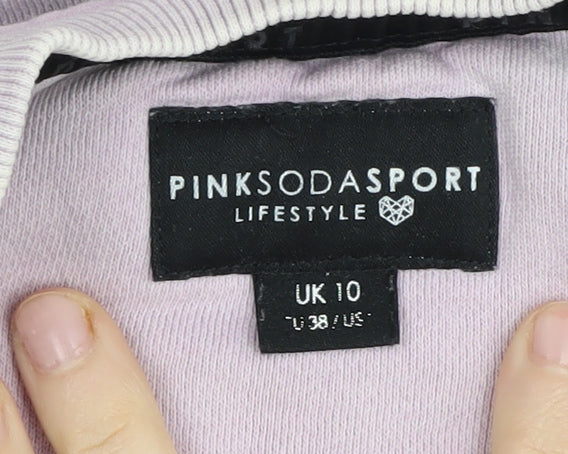 PINKSODASPORT
LIFESTYLE
UK 10
38 / US